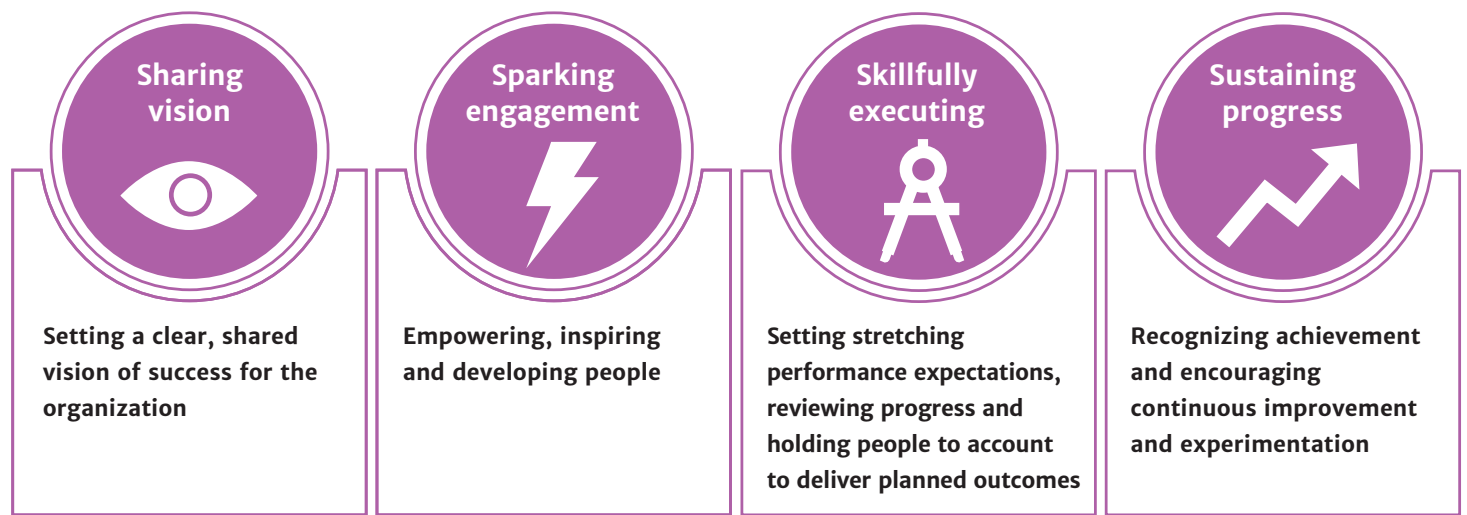 Sharing
vision
Setting a clear, shared
vision of success for the
organization
Sparking
engagement
Empowering, inspiring
and developing people
Skillfully
executing
Setting stretching
performance expectations,
reviewing progress and
holding people to account
to deliver planned outcomes
Sustaining
progress
Recognizing achievement
and encouraging
continuous improvement
and experimentation